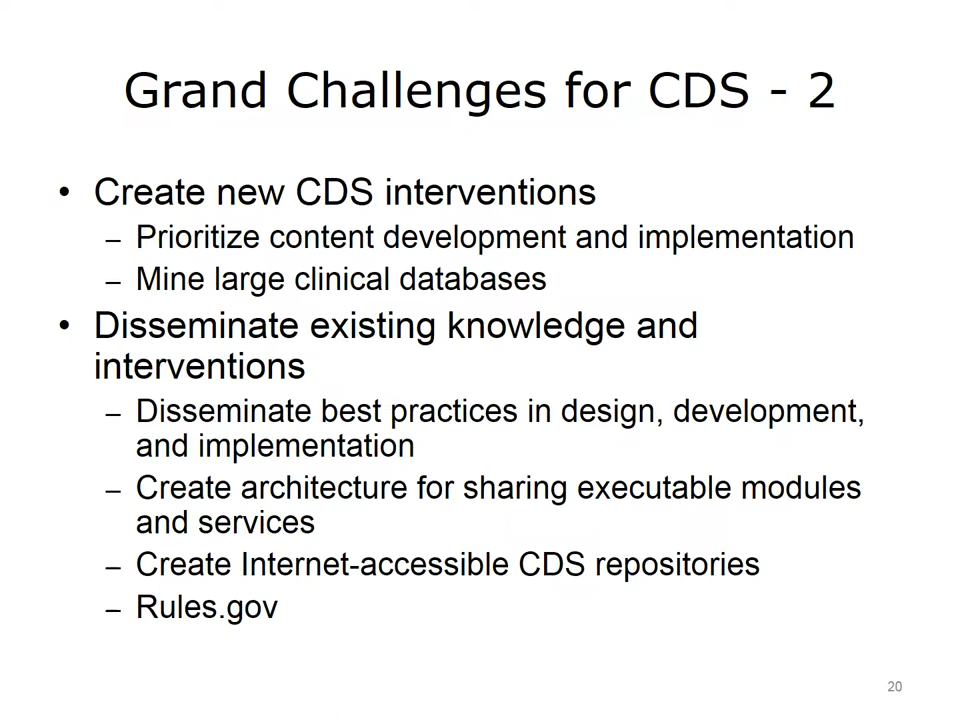 Grand Challenges for CDS - 2
• Create new CDS interventions
– Prioritize content development and implementation
– Mine large clinical databases
• Disseminate existing knowledge and
interventions
– Disseminate best practices in design, development,
and implementation
– Create architecture for sharing executable modules
and services
– Create Internet-accessible CDS repositories
– Rules.gov
20